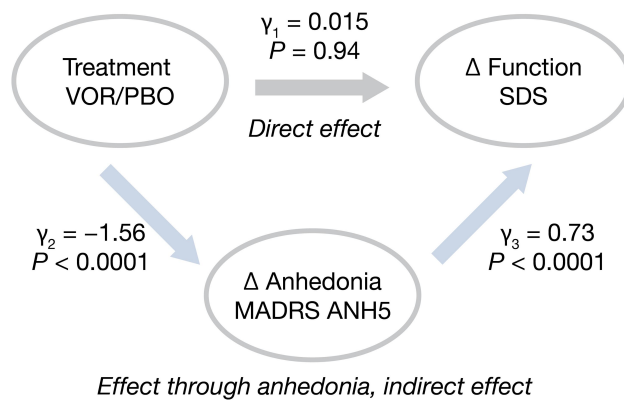 γ₁ = 0.015
P = 0.94
Treatment
VOR/PBO
Δ Function
SDS
Direct effect
γ₂ = −1.56
P < 0.0001
γ₃ = 0.73
P < 0.0001
Δ Anhedonia
MADRS ANH5
Effect through anhedonia, indirect effect